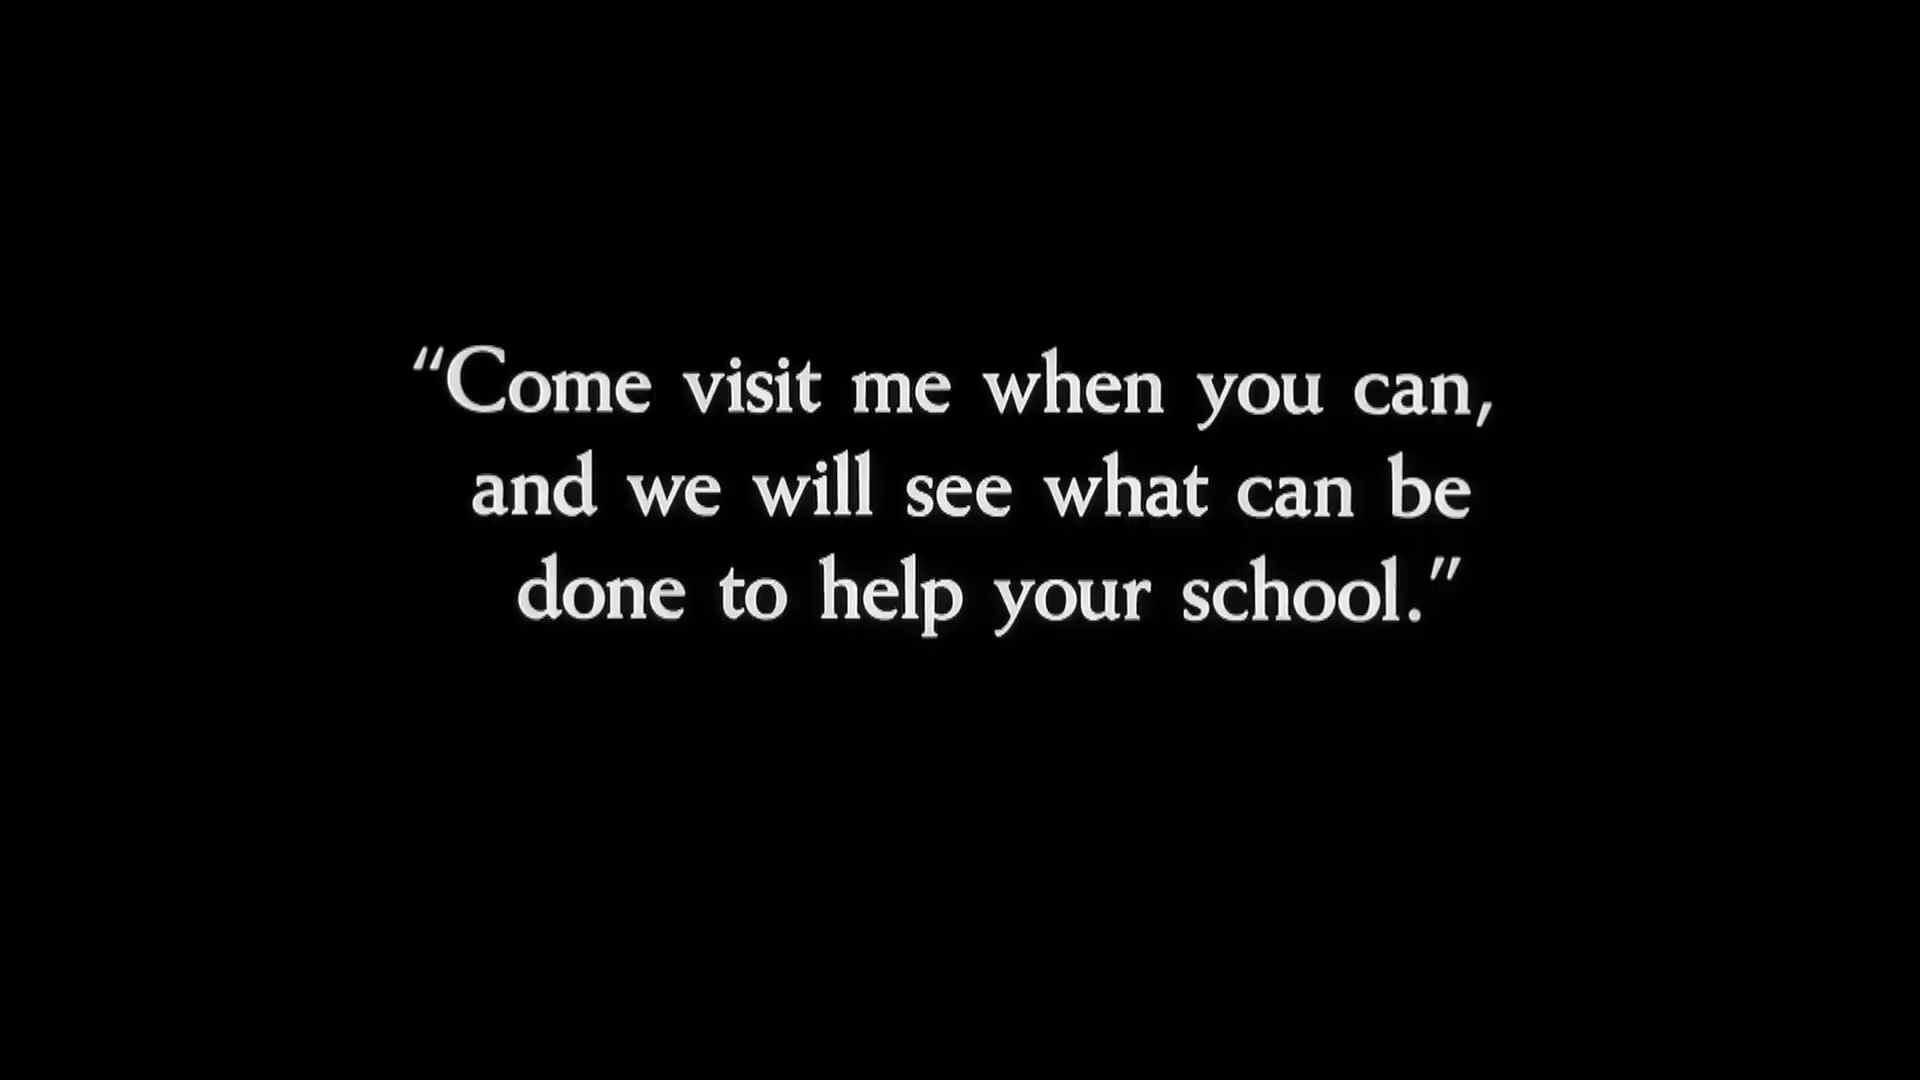 “Come visit me when you can,
and we will see what can be
done to help your school.”